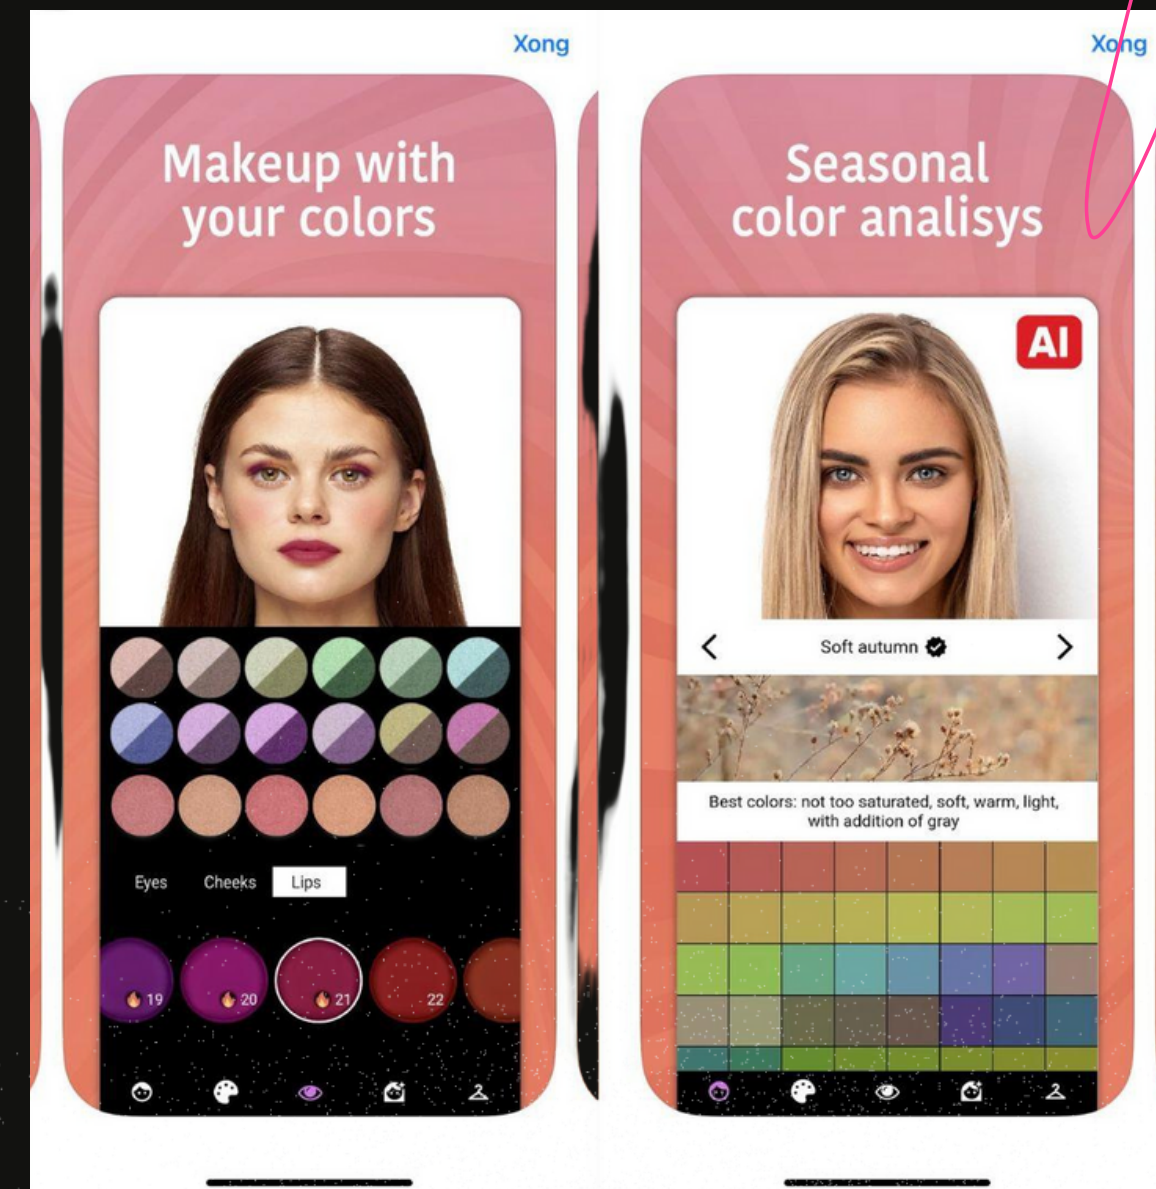 Xong
Makeup with
your colors
Eyes Cheeks Lips
19 20 21 22
Xong
Seasonal
color analisys
AI
Soft autumn
Best colors: not too saturated, soft, warm, light,
with addition of gray